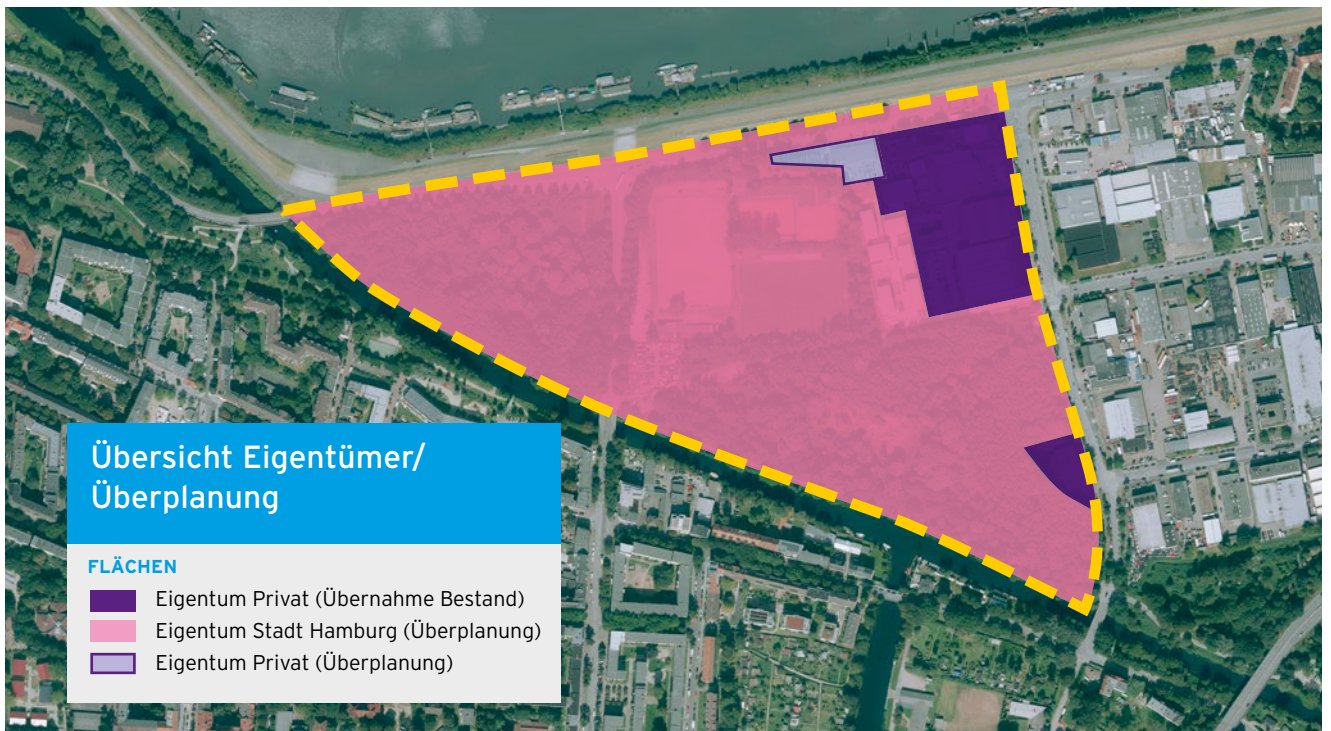 Übersicht Eigentümer/
Überplanung
FLÄCHEN
Eigentum Privat (Übernahme Bestand)
Eigentum Stadt Hamburg (Überplanung)
Eigentum Privat (Überplanung)